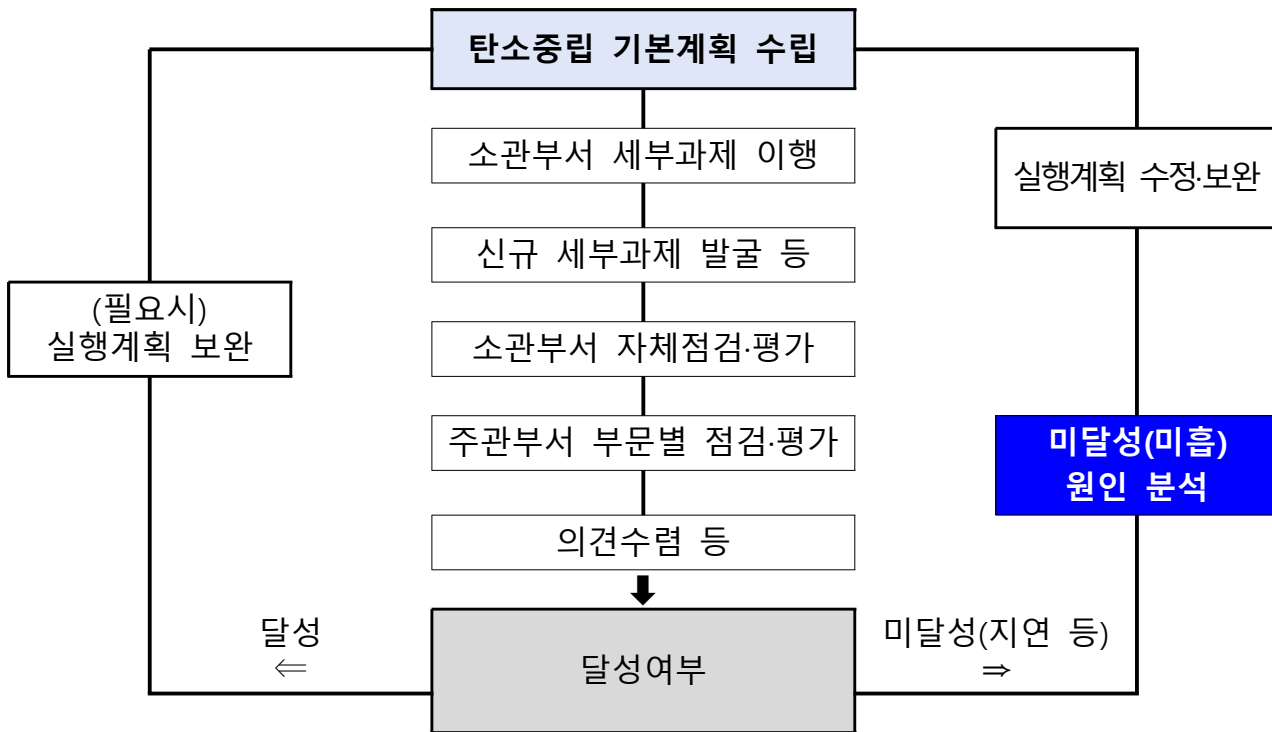 탄소중립 기본계획 수립
소관부서 세부과제 이행
실행계획 수정·보완
신규 세부과제 발굴 등
(필요시)
실행계획 보완
소관부서 자체점검·평가
주관부서 부문별 점검·평가
미달성(미흡)
원인 분석
의견수렴 등
달성
⇐
달성여부
미달성(지연 등)
⇒